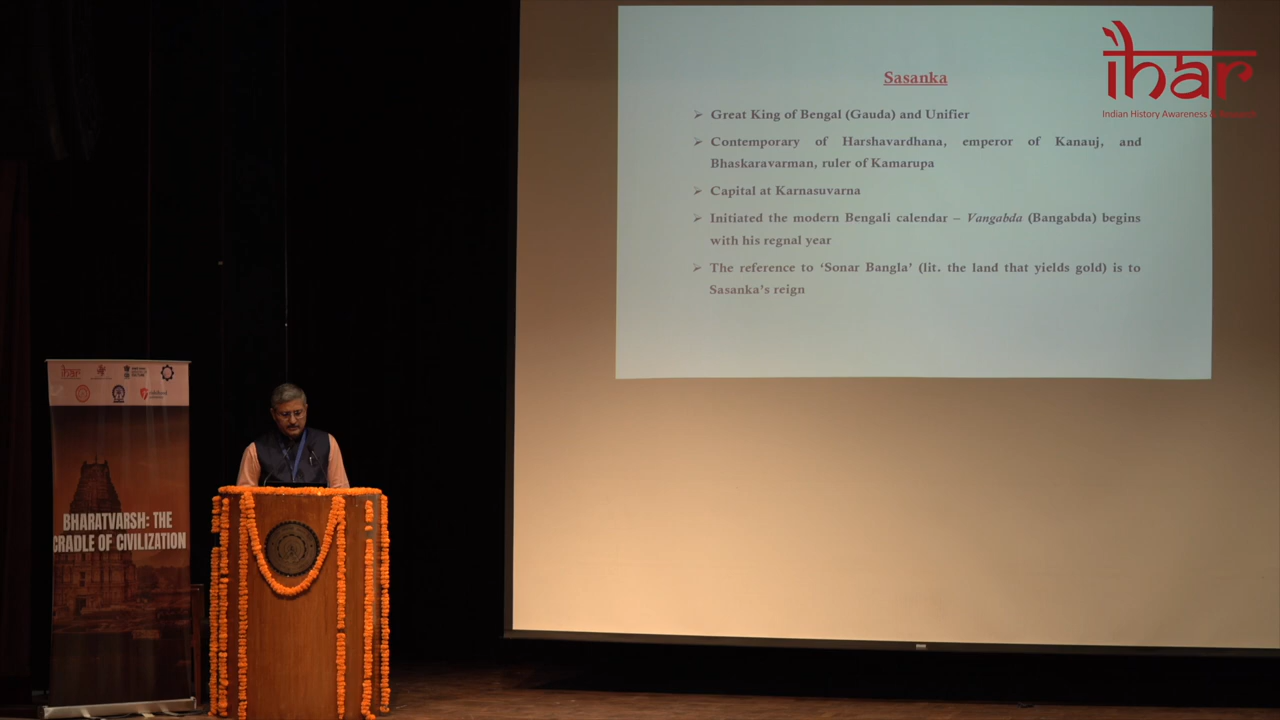 ihar
Indian History Awareness &
Sasanka
➢ Great King of Bengal (Gauda) and Unifier
➢ Contemporary of Harshavardhana, emperor of Kanauj, and
Bhaskaravarman, ruler of Kamarupa
➢ Capital at Karnasuvarna
➢ Initiated the modern Bengali calendar – Vangabda (Bangabda) begins
with his regnal year
➢ The reference to ‘Sonar Bangla’ (lit. the land that yields gold) is to
Sasanka’s reign
ihar
BHARATVARSH: THE
CRADLE OF CIVILIZATION